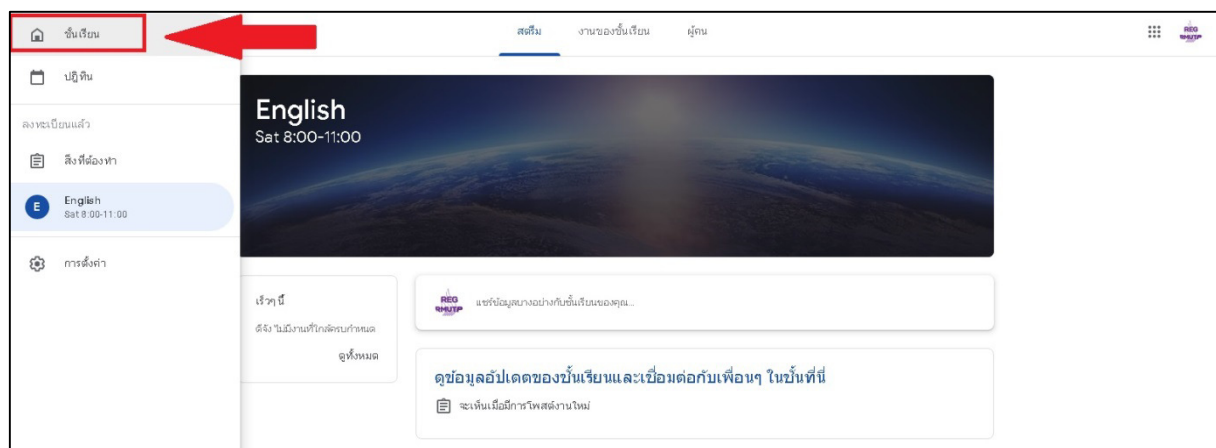 ชั้นเรียน
สตรีม งานของชั้นเรียน ผู้คน
REG
RMUTP
ปฏิทิน
ลงทะเบียนแล้ว
สิ่งที่ต้องทำ
E
English
Sat 8:00-11:00
การตั้งค่า
English
Sat 8:00-11:00
เร็วๆ นี้
ดีจัง ไม่มีงานที่ใกล้ครบกำหนด
ดูทั้งหมด
REG
RMUTP
แชร์ข้อมูลบางอย่างกับชั้นเรียนของคุณ...
ดูข้อมูลอัปเดตของชั้นเรียนและเชื่อมต่อกับเพื่อนๆ ในชั้นที่นี่
จะเห็นเมื่อมีการโพสต์งานใหม่